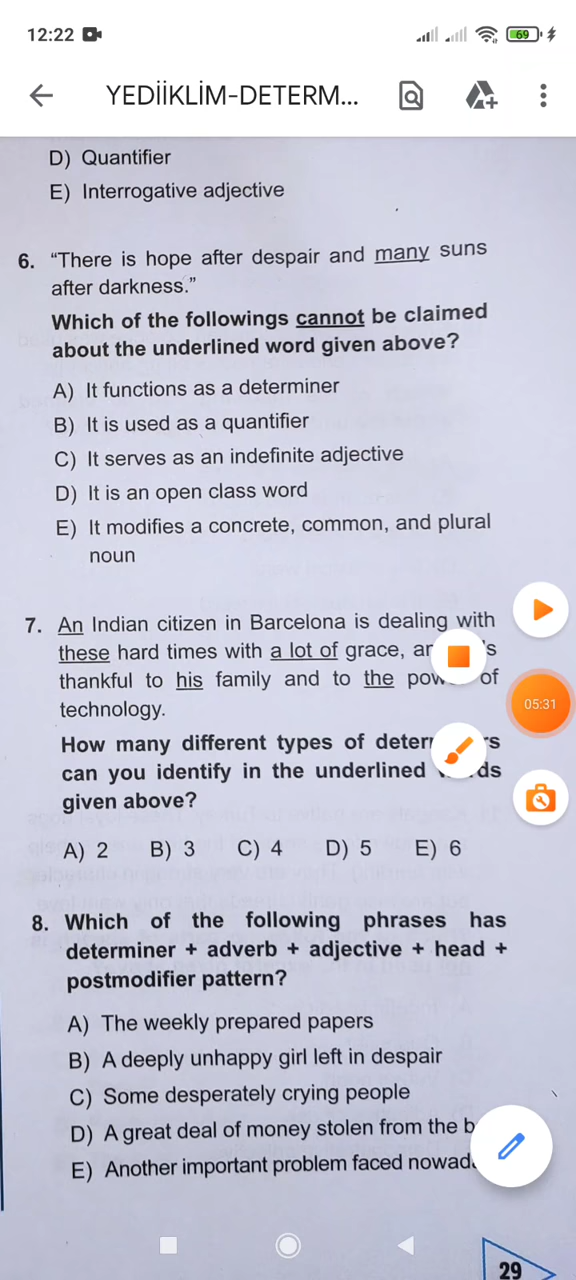 12:22
69
YEDİİKLİM-DETERM...
D) Quantifier
E) Interrogative adjective
6. “There is hope after despair and many suns
after darkness.”
Which of the followings cannot be claimed
about the underlined word given above?
A) It functions as a determiner
B) It is used as a quantifier
C) It serves as an indefinite adjective
D) It is an open class word
E) It modifies a concrete, common, and plural
noun
7. An Indian citizen in Barcelona is dealing with
these hard times with a lot of grace,
thankful to his family and to the of
technology.
05:31
How many different types of
can you identify in the underlined
given above?
A) 2 B) 3 C) 4 D) 5 E) 6
8. Which of the following phrases has
determiner + adverb + adjective + head +
postmodifier pattern?
A) The weekly prepared papers
B) A deeply unhappy girl left in despair
C) Some desperately crying people
D) A great deal of money stolen from the
E) Another important problem faced
29